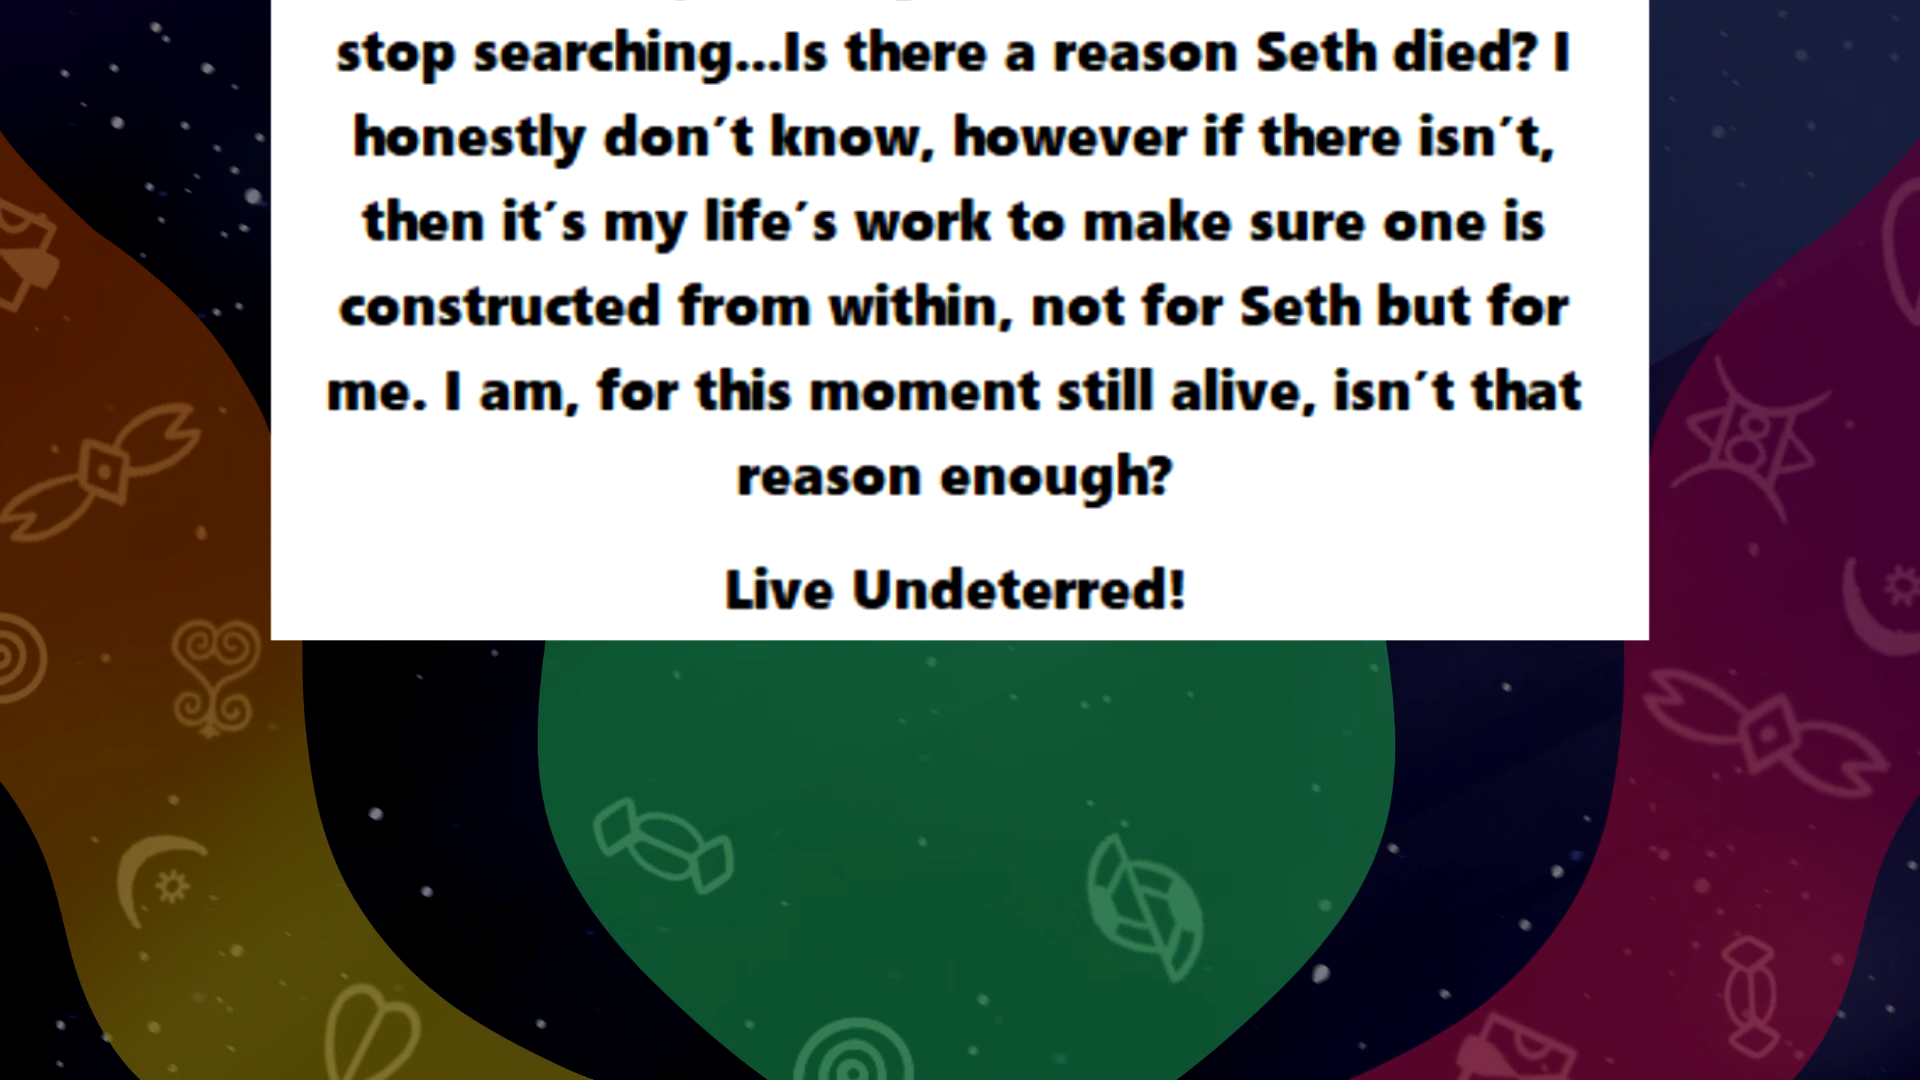 stop searching...Is there a reason Seth died? I
honestly don´t know, however if there isn´t,
then it´s my life´s work to make sure one is
constructed from within, not for Seth but for
me. I am, for this moment still alive, isn´t that
reason enough?
Live Undeterred!